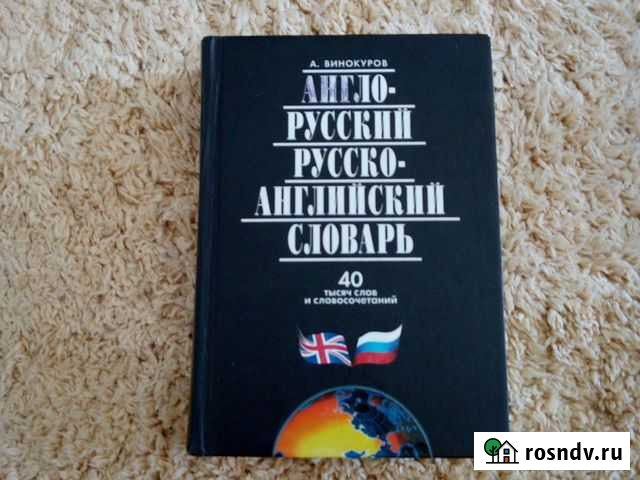 А. ВИНОКУРОВ
АНГЛО-
РУССКИЙ
РУССКО-
АНГЛИЙСКИЙ
СЛОВАРЬ
40
ТЫСЯЧ СЛОВ
И СЛОВОСОЧЕТАНИЙ
rosndv.ru